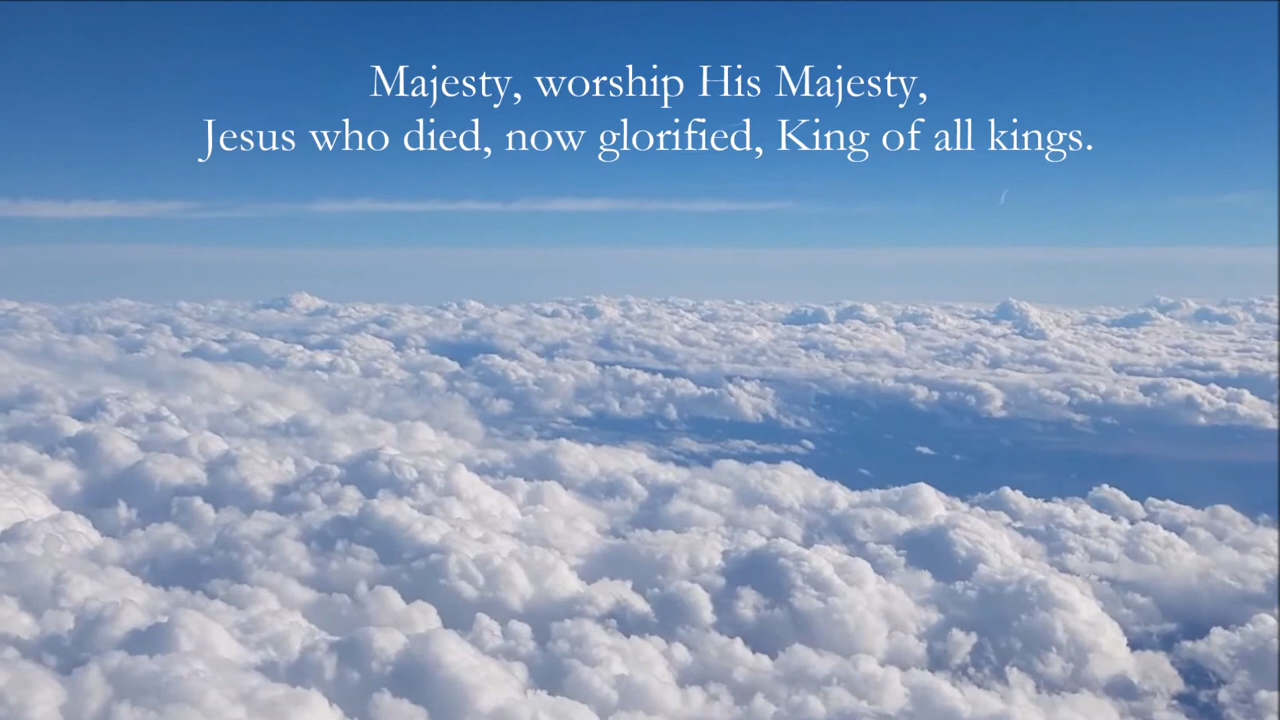 Majesty, worship His Majesty,
Jesus who died, now glorified, King of all kings.